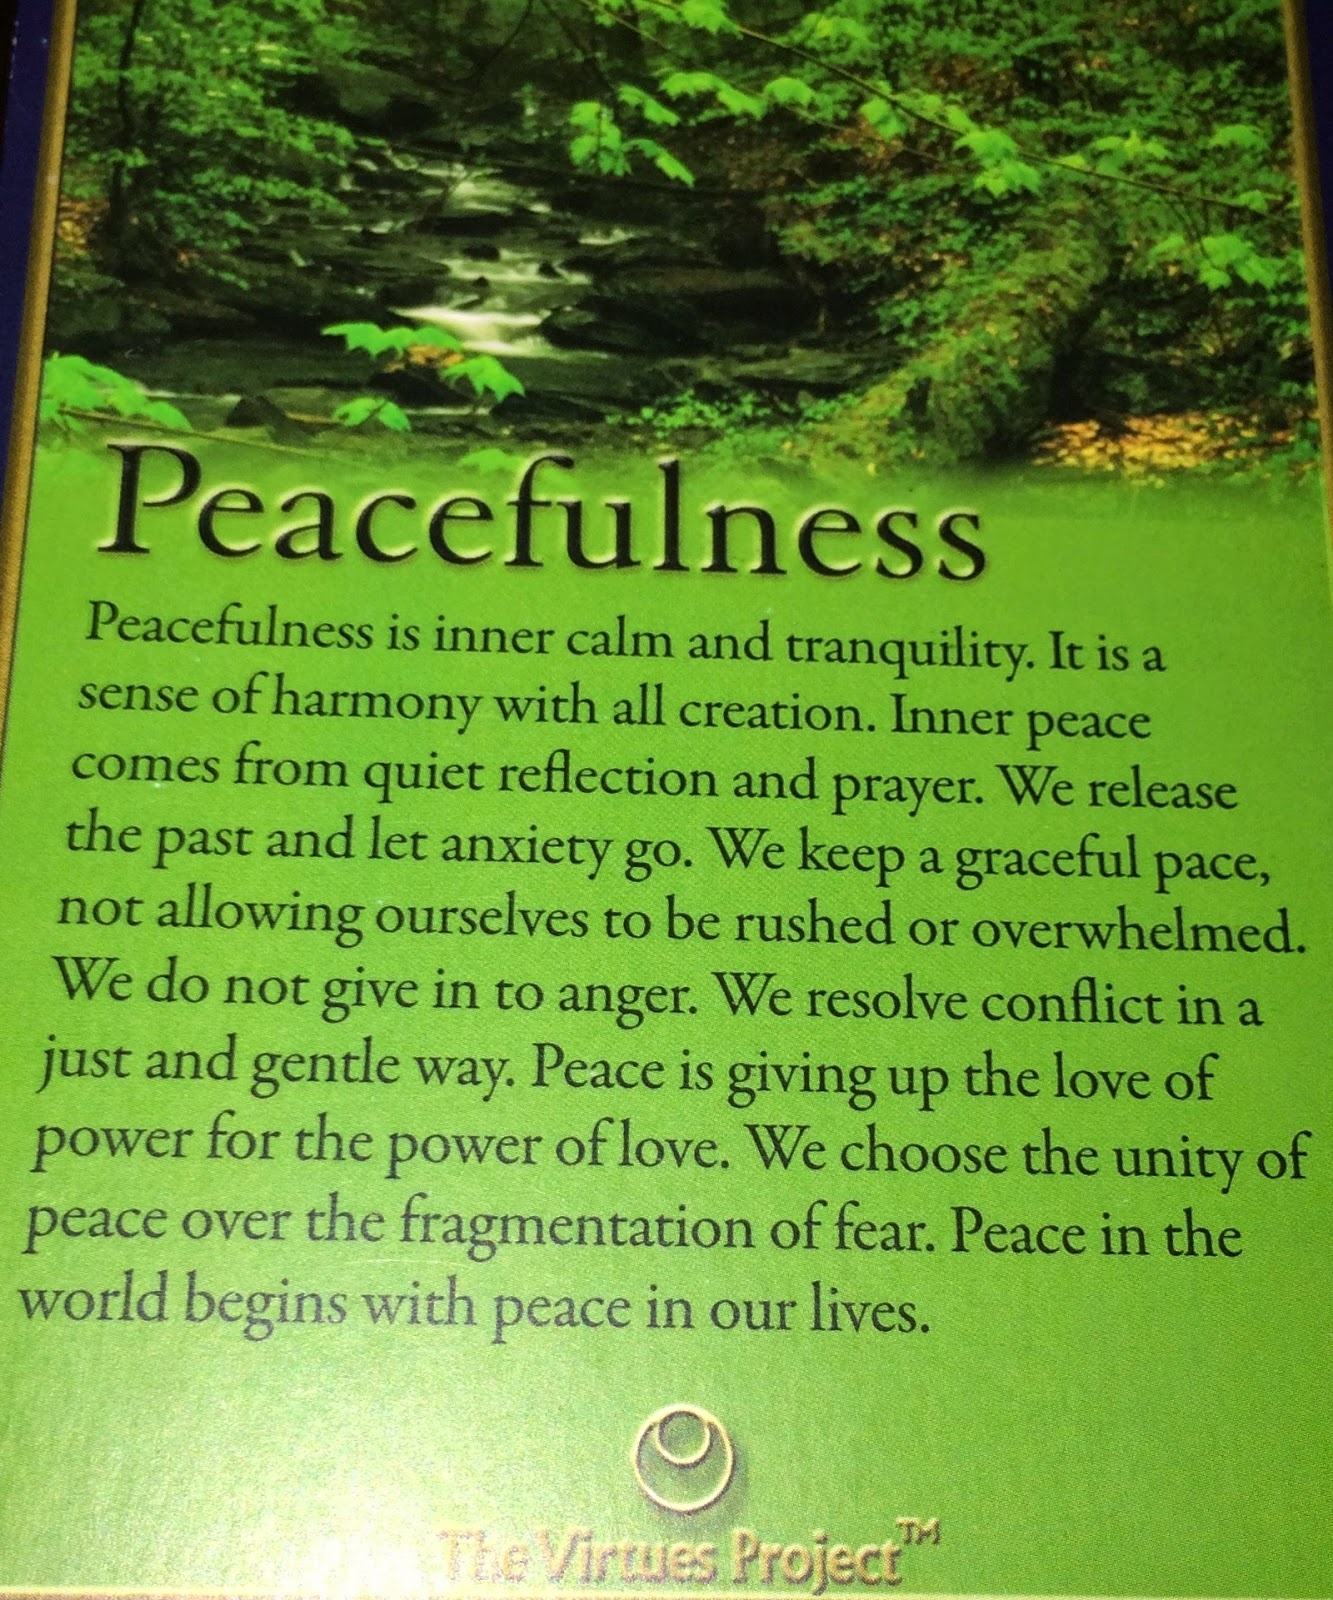 Peacefulness
Peacefulness is inner calm and tranquility. It is a
sense of harmony with all creation. Inner peace
comes from quiet reflection and prayer. We release
the past and let anxiety go. We keep a graceful pace,
not allowing ourselves to be rushed or overwhelmed.
We do not give in to anger. We resolve conflict in a
just and gentle way. Peace is giving up the love of
power for the power of love. We choose the unity of
peace over the fragmentation of fear. Peace in the
world begins with peace in our lives.
The Virtues Project™